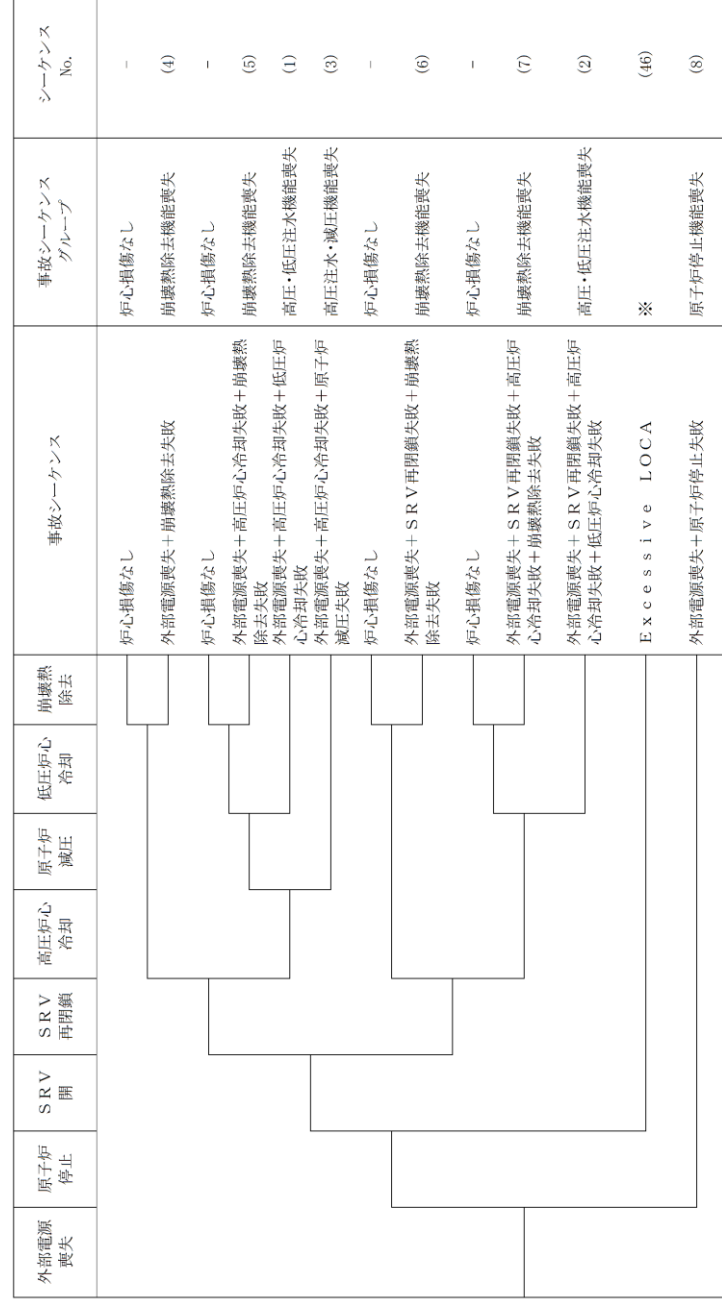 外部電源
喪失
原子炉
停止
ＳＲＶ
開
ＳＲＶ
再閉鎖
高圧炉心
冷却
原子炉
減圧
低圧炉心
冷却
崩壊熱
除去
事故シーケンス
事故シーケンス
グループ
シーケンス
No.
炉心損傷なし
炉心損傷なし
－
外部電源喪失＋崩壊熱除去失敗
崩壊熱除去機能喪失
(4)
炉心損傷なし
炉心損傷なし
－
外部電源喪失＋高圧炉心冷却失敗＋崩壊熱
除去失敗
崩壊熱除去機能喪失
(5)
外部電源喪失＋高圧炉心冷却失敗＋低圧炉
心冷却失敗
高圧・低圧注水機能喪失
(1)
外部電源喪失＋高圧炉心冷却失敗＋原子炉
減圧失敗
高圧注水・減圧機能喪失
(3)
炉心損傷なし
炉心損傷なし
－
外部電源喪失＋ＳＲＶ再閉鎖失敗＋崩壊熱
除去失敗
崩壊熱除去機能喪失
(6)
炉心損傷なし
炉心損傷なし
－
外部電源喪失＋ＳＲＶ再閉鎖失敗＋高圧炉
心冷却失敗＋崩壊熱除去失敗
崩壊熱除去機能喪失
(7)
外部電源喪失＋ＳＲＶ再閉鎖失敗＋高圧炉
心冷却失敗＋低圧炉心冷却失敗
高圧・低圧注水機能喪失
(2)
Ｅｘｃｅｓｓｉｖｅ　ＬＯＣＡ
※
(46)
外部電源喪失＋原子炉停止失敗
原子炉停止機能喪失
(8)